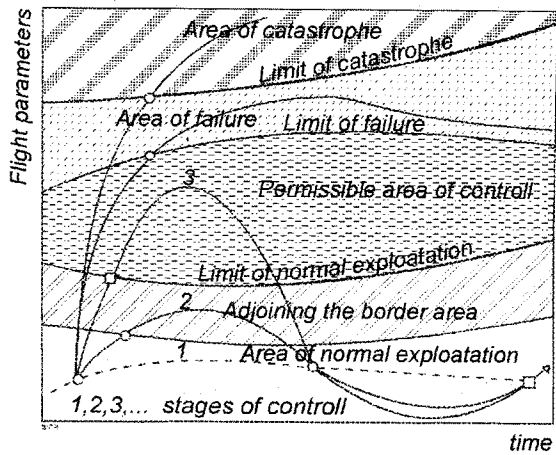 Flight parameters
Area of catastrophe
Limit of catastrophe
Area of failure
Limit of failure
Permissible area of controll
3
Limit of normal exploatation
2
Adjoining the border area
1
Area of normal exploatation
1,2,3,... stages of controll
time